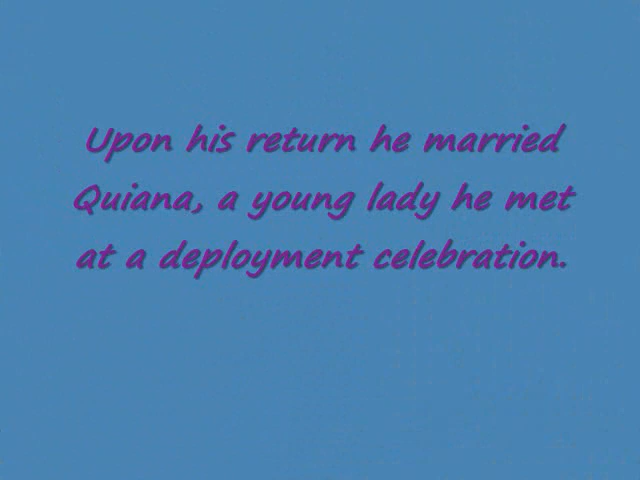 Upon his return he married
Quiana, a young lady he met
at a deployment celebration.